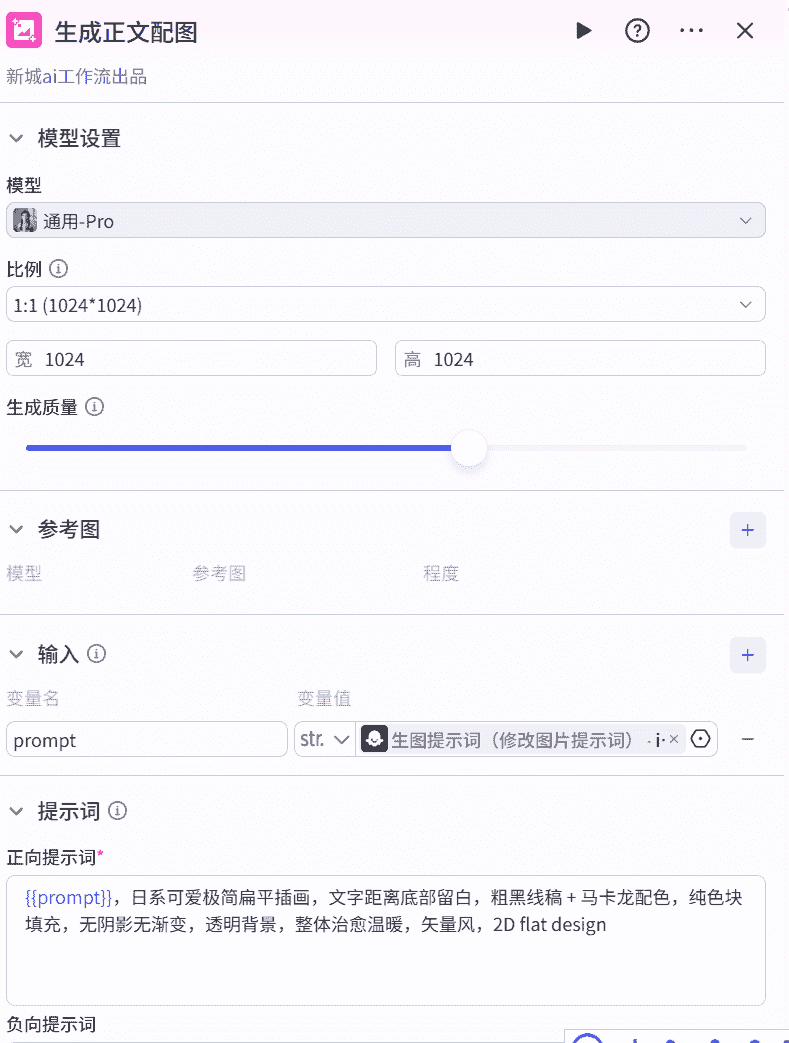 生成正文配图
新城ai工作流出品
模型设置
模型
通用-Pro
比例
1:1 (1024*1024)
宽 1024 高 1024
生成质量
参考图
模型 参考图 程度
输入
变量名 变量值
prompt str. 生图提示词（修改图片提示词） · i·
提示词
正向提示词*
{{prompt}}，日系可爱极简扁平插画，文字距离底部留白，粗黑线稿 + 马卡龙配色，纯色块
填充，无阴影无渐变，透明背景，整体治愈温暖，矢量风，2D flat design
负向提示词